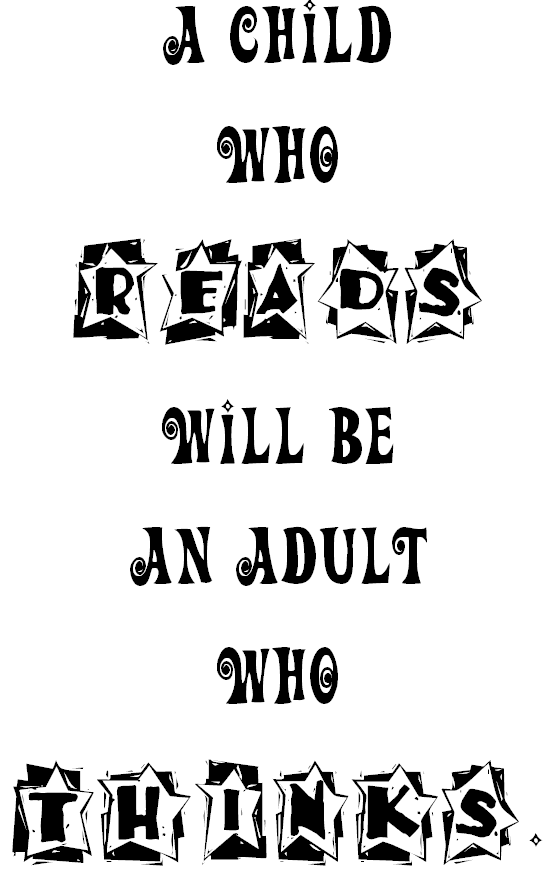 A CHiLD
WHO
READS
WiLL BE
AN ADULT
WHO
THINKS.